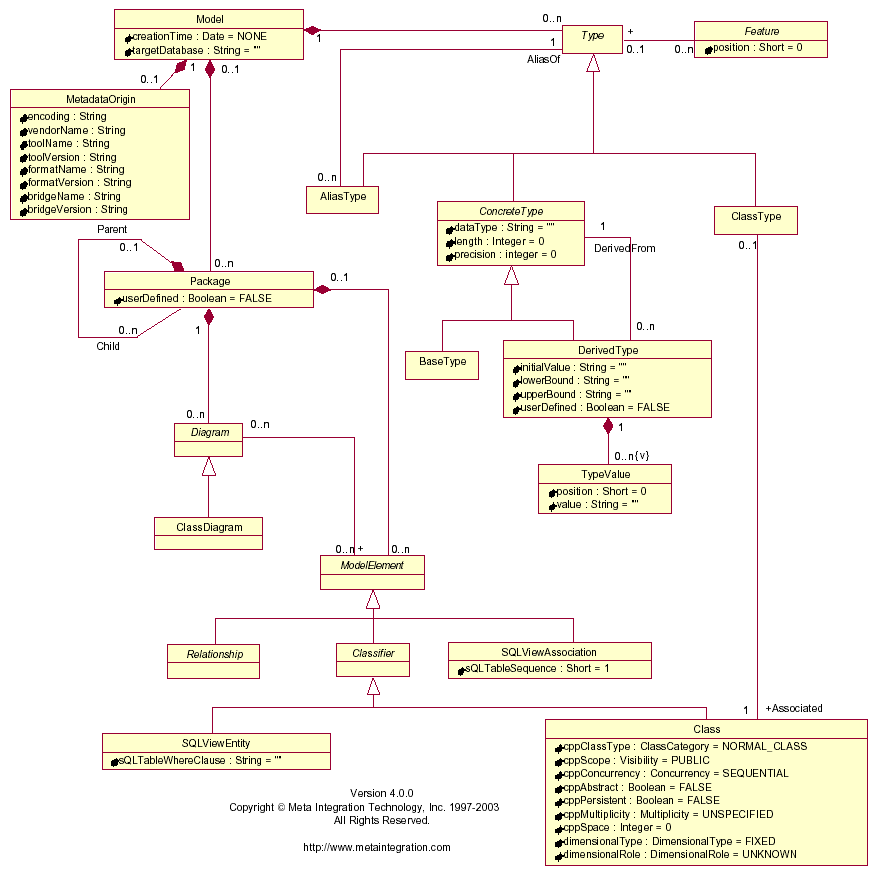 Model
creationTime : Date = NONE
targetDatabase : String = ""
1
0..n
Type
+
0..1
0..n
Feature
position : Short = 0
1
AliasOf
1
0..1
0..1
MetadataOrigin
encoding : String
vendorName : String
toolName : String
toolVersion : String
formatName : String
formatVersion : String
bridgeName : String
bridgeVersion : String
0..n
AliasType
ConcreteType
dataType : String = ""
length : Integer = 0
precision : integer = 0
1
DerivedFrom
ClassType
0..1
Parent
0..1
0..n
Package
userDefined : Boolean = FALSE
0..1
0..n
Child
1
0..n
BaseType
DerivedType
initialValue : String = ""
lowerBound : String = ""
upperBound : String = ""
userDefined : Boolean = FALSE
1
0..n{v}
TypeValue
position : Short = 0
value : String = ""
0..n
Diagram
0..n
ClassDiagram
0..n
+
0..n
ModelElement
Relationship
Classifier
SQLViewAssociation
sQLTableSequence : Short = 1
1
+Associated
SQLViewEntity
sQLTableWhereClause : String = ""
Class
cppClassType : ClassCategory = NORMAL_CLASS
cppScope : Visibility = PUBLIC
cppConcurrency : Concurrency = SEQUENTIAL
cppAbstract : Boolean = FALSE
cppPersistent : Boolean = FALSE
cppMultiplicity : Multiplicity = UNSPECIFIED
cppSpace : Integer = 0
dimensionalType : DimensionalType = FIXED
dimensionalRole : DimensionalRole = UNKNOWN
Version 4.0.0
Copyright © Meta Integration Technology, Inc. 1997-2003
All Rights Reserved.
http://www.metaintegration.com